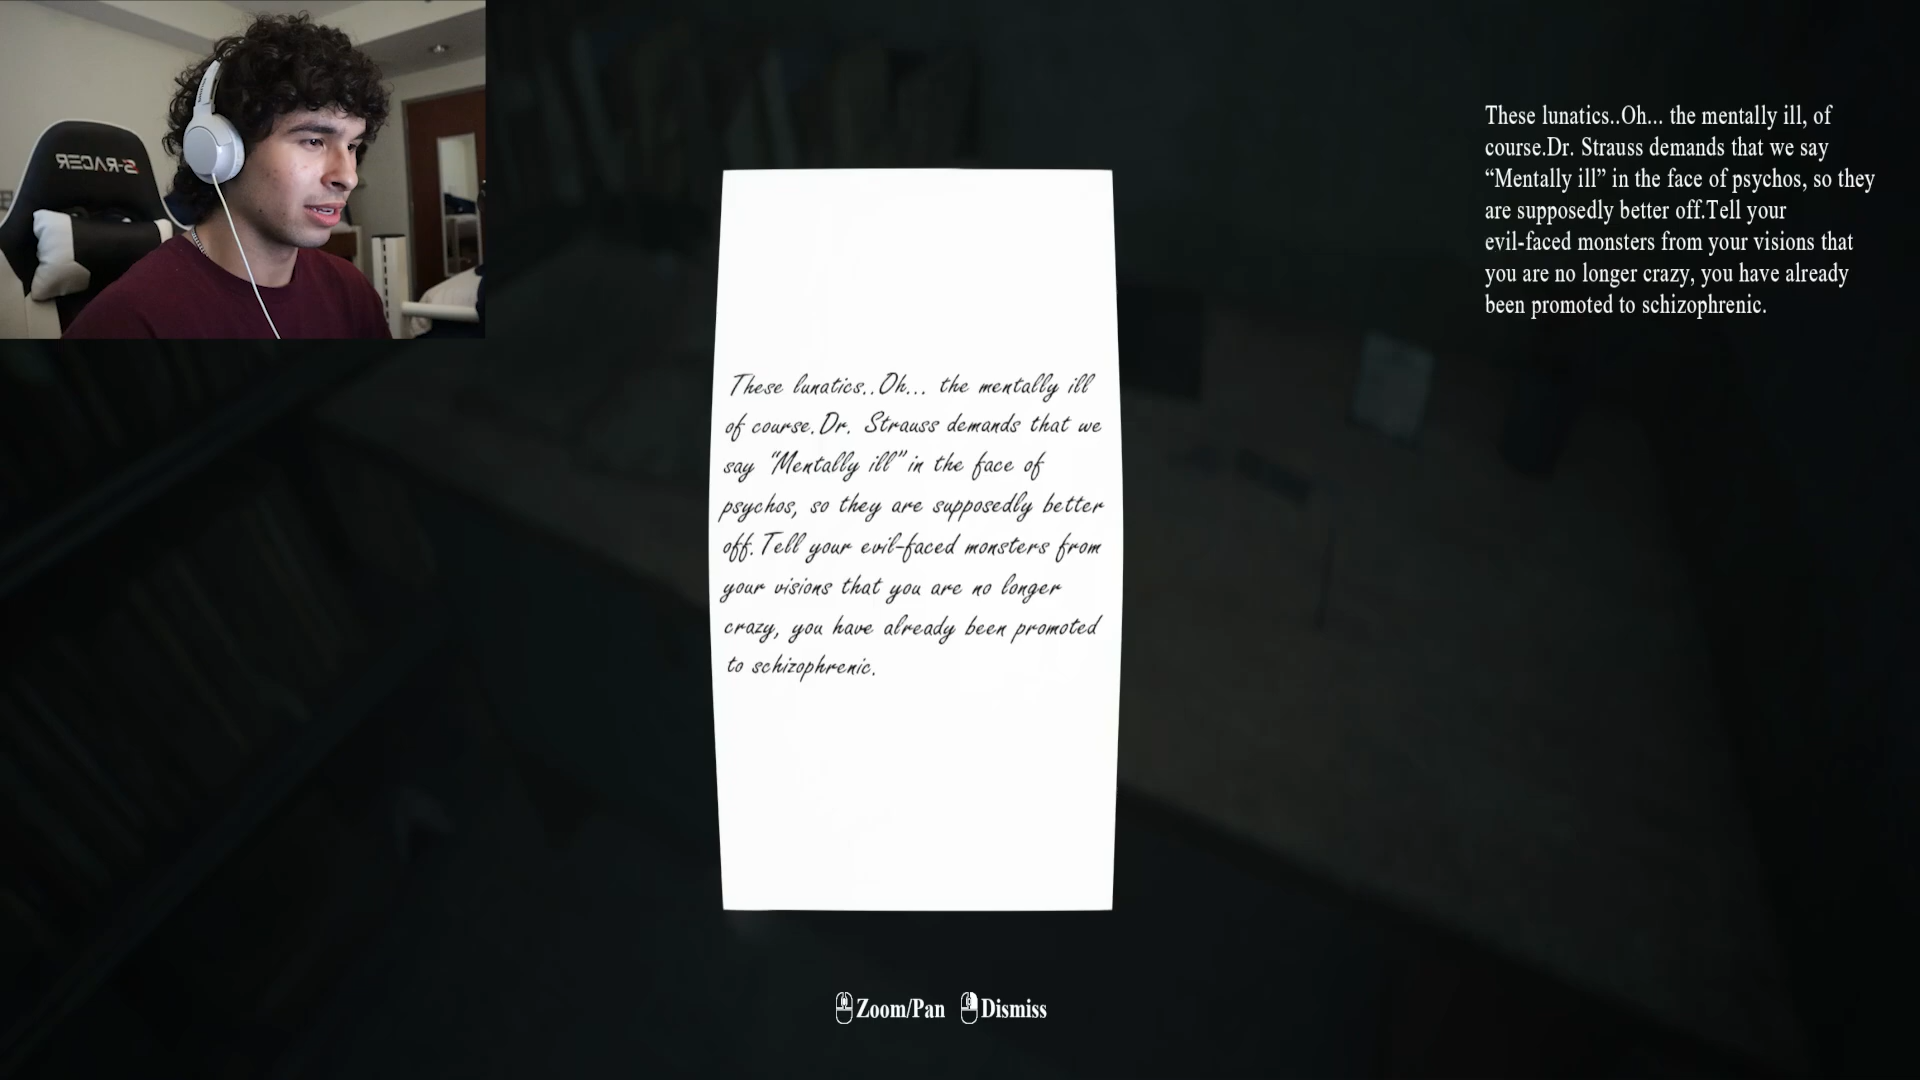 S-RACER
These lunatics..Oh... the mentally ill, of
course.Dr. Strauss demands that we say
“Mentally ill” in the face of psychos, so they
are supposedly better off.Tell your
evil-faced monsters from your visions that
you are no longer crazy, you have already
been promoted to schizophrenic.
These lunatics..Oh... the mentally ill
of course.Dr. Strauss demands that we
say “Mentally ill” in the face of
psychos, so they are supposedly better
off.Tell your evil-faced monsters from
your visions that you are no longer
crazy, you have already been promoted
to schizophrenic.
Zoom/Pan Dismiss